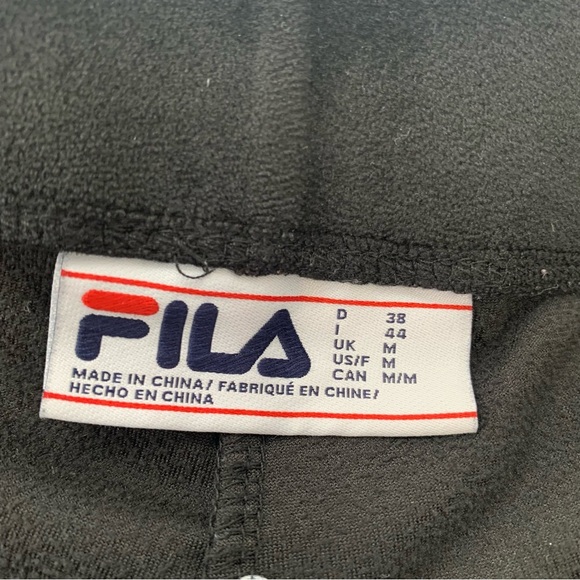 FILA
D 38
I 44
UK M
US/F M
CAN M/M
MADE IN CHINA/ FABRIQUÉ EN CHINE/
HECHO EN CHINA